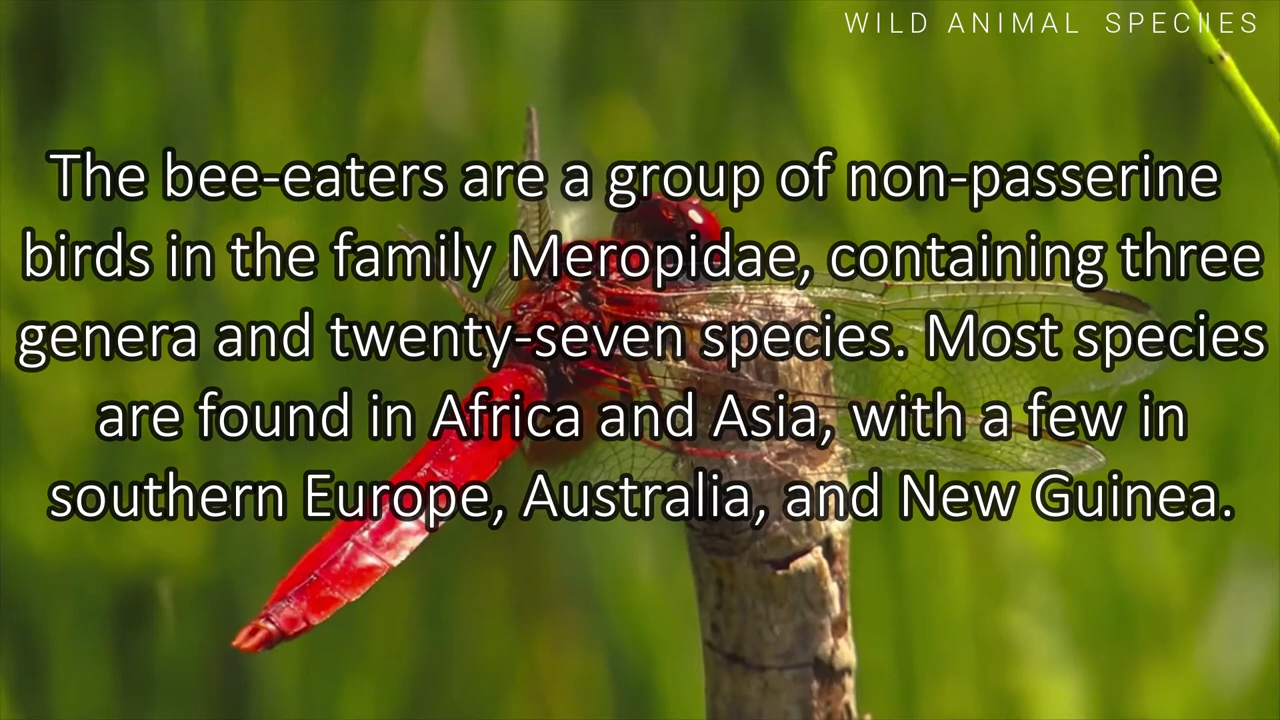 WILD ANIMAL SPECIIES
The bee-eaters are a group of non-passerine
birds in the family Meropidae, containing three
genera and twenty-seven species. Most species
are found in Africa and Asia, with a few in
southern Europe, Australia, and New Guinea.